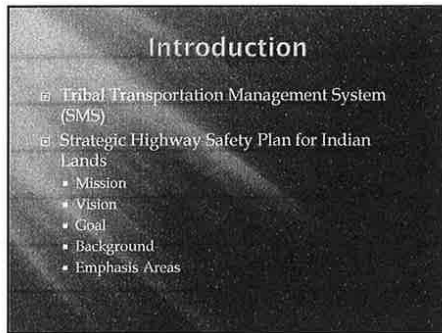 Introduction
Tribal Transportation Management System
(SMS)
Strategic Highway Safety Plan for Indian
Lands
Mission
Vision
Goal
Background
Emphasis Areas